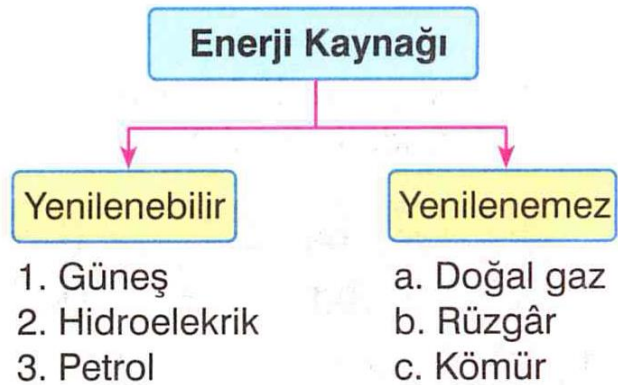 Enerji Kaynağı
Yenilenebilir
1. Güneş
2. Hidroelekrik
3. Petrol
Yenilenemez
a. Doğal gaz
b. Rüzgâr
c. Kömür